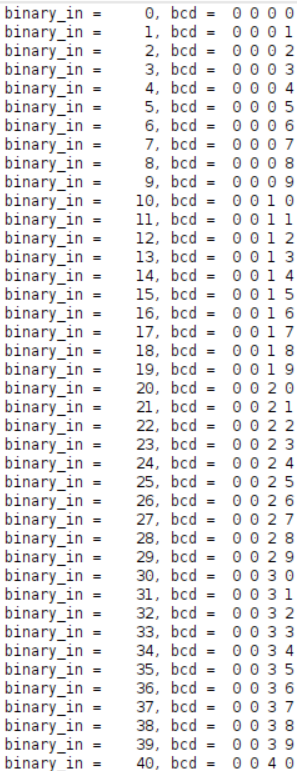 binary_in =     0, bcd =  0 0 0 0
binary_in =     1, bcd =  0 0 0 1
binary_in =     2, bcd =  0 0 0 2
binary_in =     3, bcd =  0 0 0 3
binary_in =     4, bcd =  0 0 0 4
binary_in =     5, bcd =  0 0 0 5
binary_in =     6, bcd =  0 0 0 6
binary_in =     7, bcd =  0 0 0 7
binary_in =     8, bcd =  0 0 0 8
binary_in =     9, bcd =  0 0 0 9
binary_in =    10, bcd =  0 0 1 0
binary_in =    11, bcd =  0 0 1 1
binary_in =    12, bcd =  0 0 1 2
binary_in =    13, bcd =  0 0 1 3
binary_in =    14, bcd =  0 0 1 4
binary_in =    15, bcd =  0 0 1 5
binary_in =    16, bcd =  0 0 1 6
binary_in =    17, bcd =  0 0 1 7
binary_in =    18, bcd =  0 0 1 8
binary_in =    19, bcd =  0 0 1 9
binary_in =    20, bcd =  0 0 2 0
binary_in =    21, bcd =  0 0 2 1
binary_in =    22, bcd =  0 0 2 2
binary_in =    23, bcd =  0 0 2 3
binary_in =    24, bcd =  0 0 2 4
binary_in =    25, bcd =  0 0 2 5
binary_in =    26, bcd =  0 0 2 6
binary_in =    27, bcd =  0 0 2 7
binary_in =    28, bcd =  0 0 2 8
binary_in =    29, bcd =  0 0 2 9
binary_in =    30, bcd =  0 0 3 0
binary_in =    31, bcd =  0 0 3 1
binary_in =    32, bcd =  0 0 3 2
binary_in =    33, bcd =  0 0 3 3
binary_in =    34, bcd =  0 0 3 4
binary_in =    35, bcd =  0 0 3 5
binary_in =    36, bcd =  0 0 3 6
binary_in =    37, bcd =  0 0 3 7
binary_in =    38, bcd =  0 0 3 8
binary_in =    39, bcd =  0 0 3 9
binary_in =    40, bcd =  0 0 4 0